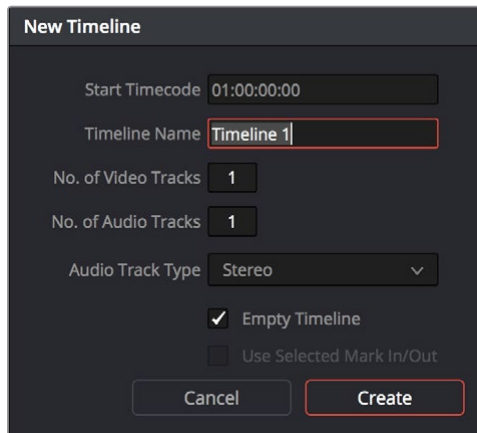 New Timeline
Start Timecode 01:00:00:00
Timeline Name Timeline 1
No. of Video Tracks 1
No. of Audio Tracks 1
Audio Track Type Stereo
Empty Timeline
Use Selected Mark In/Out
Cancel Create